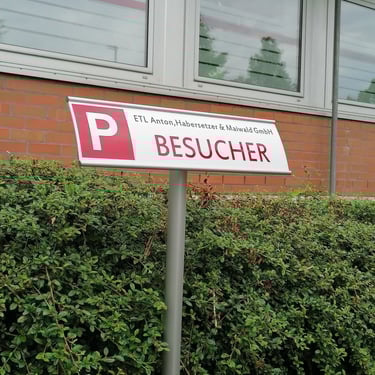 P
ETL Anton, Habersetzer & Maiwald GmbH
BESUCHER